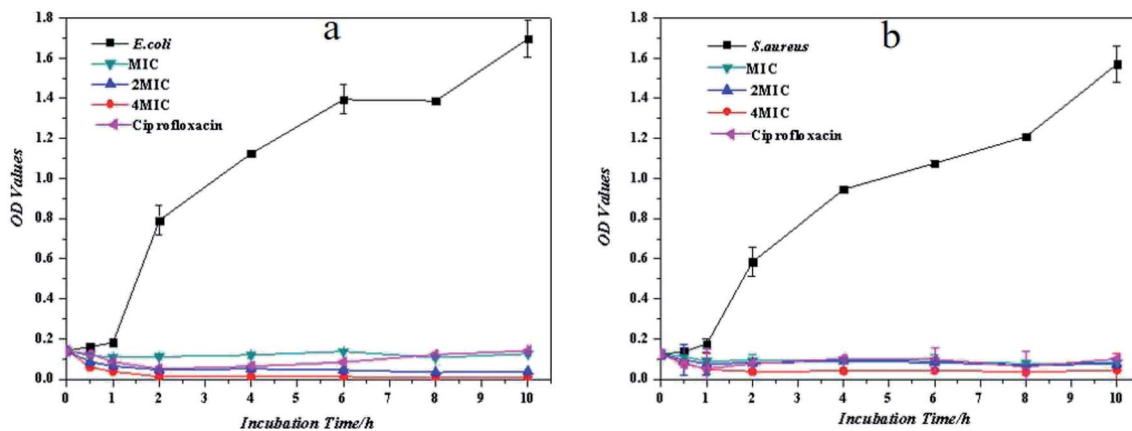 a
E.coli
MIC
2MIC
4MIC
Ciprofloxacin
OD Values
1.8
1.6
1.4
1.2
1.0
0.8
0.6
0.4
0.2
0.0
0 1 2 3 4 5 6 7 8 9 10
Incubation Time/h
b
S.aureus
MIC
2MIC
4MIC
Ciprofloxacin
OD Values
1.8
1.6
1.4
1.2
1.0
0.8
0.6
0.4
0.2
0.0
0 1 2 3 4 5 6 7 8 9 10
Incubation Time/h